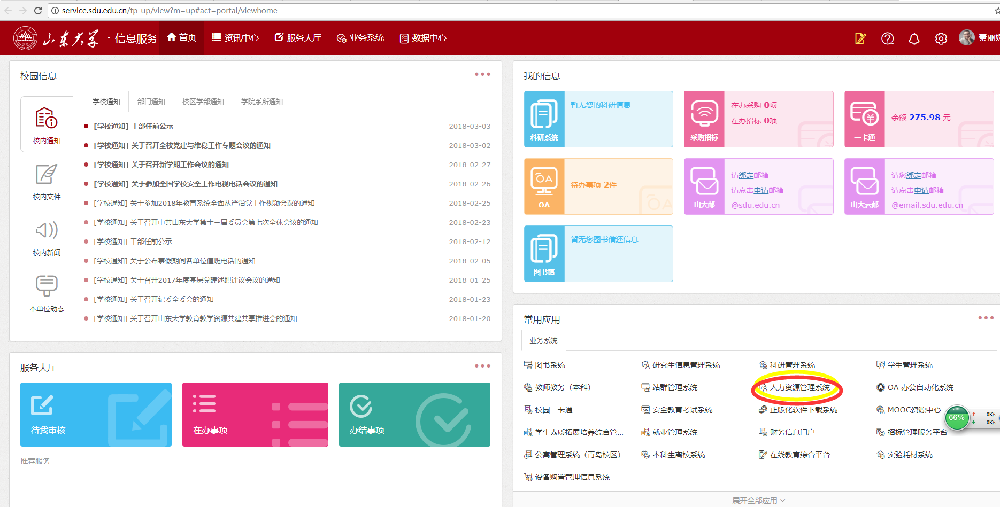 service.sdu.edu.cn/tp_up/view?m=up#act=portal/viewhome
山东大学 · 信息服务 首页 资讯中心 服务大厅 业务系统 数据中心 秦丽
校园信息
校内通知
校内文件
校内新闻
本单位动态
学校通知 部门通知 校区学部通知 学院系所通知
[学校通知] 干部任前公示 2018-03-03
[学校通知] 关于召开全校党建与维稳工作专题会议的通知 2018-03-02
[学校通知] 关于召开新学期工作会议的通知 2018-02-27
[学校通知] 关于参加全国学校安全工作电视电话会议的通知 2018-02-26
[学校通知] 关于参加2018年教育系统全面从严治党工作视频会议的通知 2018-02-25
[学校通知] 关于召开中共山东大学第十三届委员会第七次全体会议的通知 2018-02-23
[学校通知] 干部任前公示 2018-02-12
[学校通知] 关于公布寒假期间各单位值班电话的通知 2018-02-05
[学校通知] 关于召开2017年度基层党建述职评议会议的通知 2018-01-25
[学校通知] 关于召开纪委全委会的通知 2018-01-23
[学校通知] 关于召开山东大学教育教学资源共建共享推进会的通知 2018-01-20
服务大厅
待我审核
在办事项
办结事项
推荐服务
我的信息
科研系统
暂无您的科研信息
采购招标
在办采购 0项
在办招标 0项
一卡通
余额 275.98 元
OA
待办事项 2件
山大邮
请绑定邮箱
请点击申请邮箱
@sdu.edu.cn
山大云邮
请您绑定邮箱
请点击申请邮箱
@email.sdu.edu.cn
图书馆
暂无您图书借还信息
常用应用
业务系统
图书系统 研究生信息管理系统 科研管理系统 学生管理系统
教师教务（本科） 站群管理系统 人力资源管理系统 OA 办公自动化系统
校园一卡通 安全教育考试系统 正版化软件下载系统 MOOC资源中心
学生素质拓展培养综合管... 就业管理系统 财务信息门户 招标管理服务平台
公寓管理系统（青岛校区） 本科生离校系统 在线教育综合平台 实验耗材系统
设备购置管理信息系统
展开全部应用
66%
0K/s
0K/s